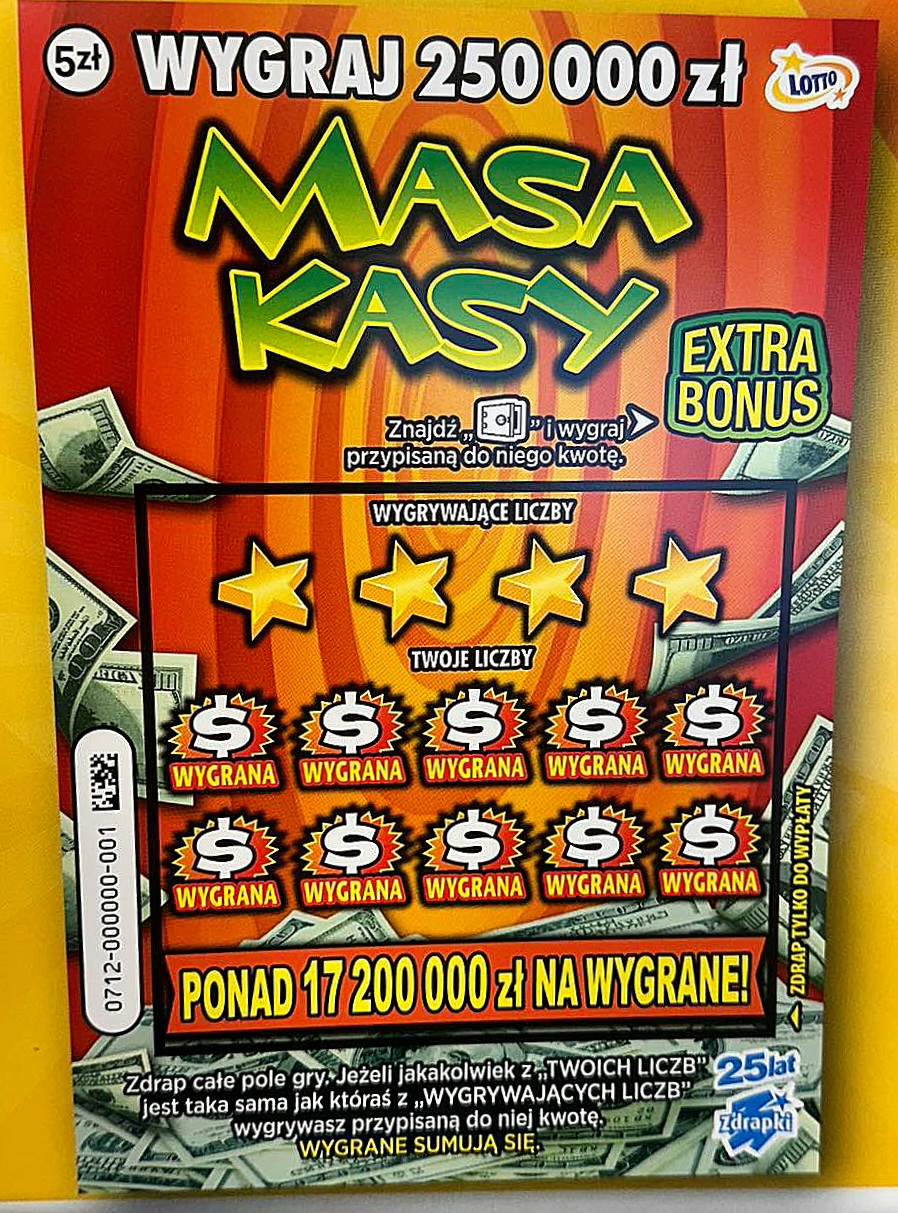 5zł
WYGRAJ 250 000 zł
LOTTO
MASA
KASY
EXTRA
BONUS
Znajdź „ ” i wygraj
przypisaną do niego kwotę.
WYGRYWAJĄCE LICZBY
TWOJE LICZBY
$ $ $ $ $
WYGRANA WYGRANA WYGRANA WYGRANA WYGRANA
$ $ $ $ $
WYGRANA WYGRANA WYGRANA WYGRANA WYGRANA
0712-000000-001
ZDRAP TYLKO DO WYPŁATY
PONAD 17 200 000 zł NA WYGRANE!
Zdrap całe pole gry. Jeżeli jakakolwiek z „TWOICH LICZB”
jest taka sama jak któraś z „WYGRYWAJĄCYCH LICZB”
wygrywasz przypisaną do niej kwotę.
WYGRANE SUMUJĄ SIĘ.
25lat
Zdrapki